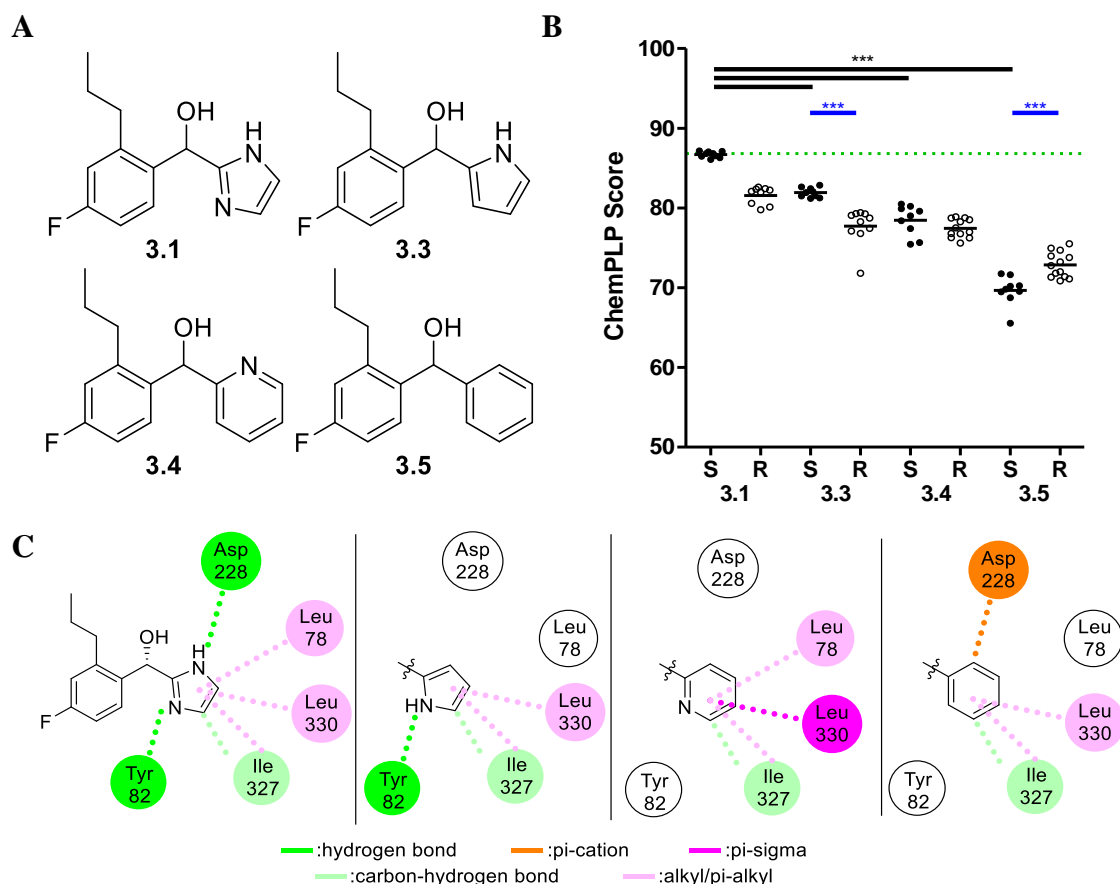 A
OH
H
N
N
F
3.1
OH
H
N
F
3.3
OH
N
F
3.4
OH
F
3.5
B
ChemPLP Score
100
90
80
70
60
50
***
***
***
S R S R S R S R
3.1 3.3 3.4 3.5
C
Asp
228
Leu
78
OH
H
N
N
F
Leu
330
Tyr
82
Ile
327
Asp
228
Leu
78
HN
Leu
330
Tyr
82
Ile
327
Asp
228
Leu
78
N
Leu
330
Tyr
82
Ile
327
Asp
228
Leu
78
Leu
330
Tyr
82
Ile
327
:hydrogen bond :pi-cation :pi-sigma
:carbon-hydrogen bond :alkyl/pi-alkyl